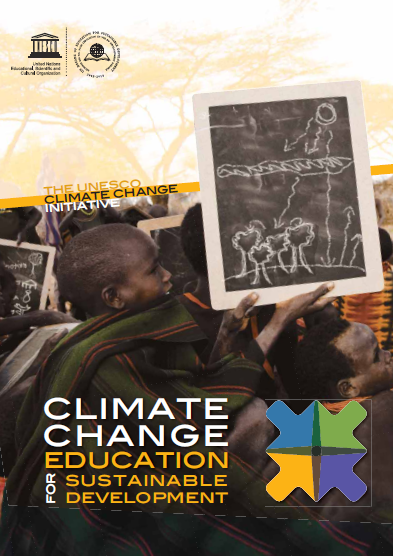 United Nations
Educational, Scientific and
Cultural Organization
THE UNESCO
CLIMATE CHANGE
INITIATIVE
CLIMATE
CHANGE
EDUCATION
FOR SUSTAINABLE
DEVELOPMENT